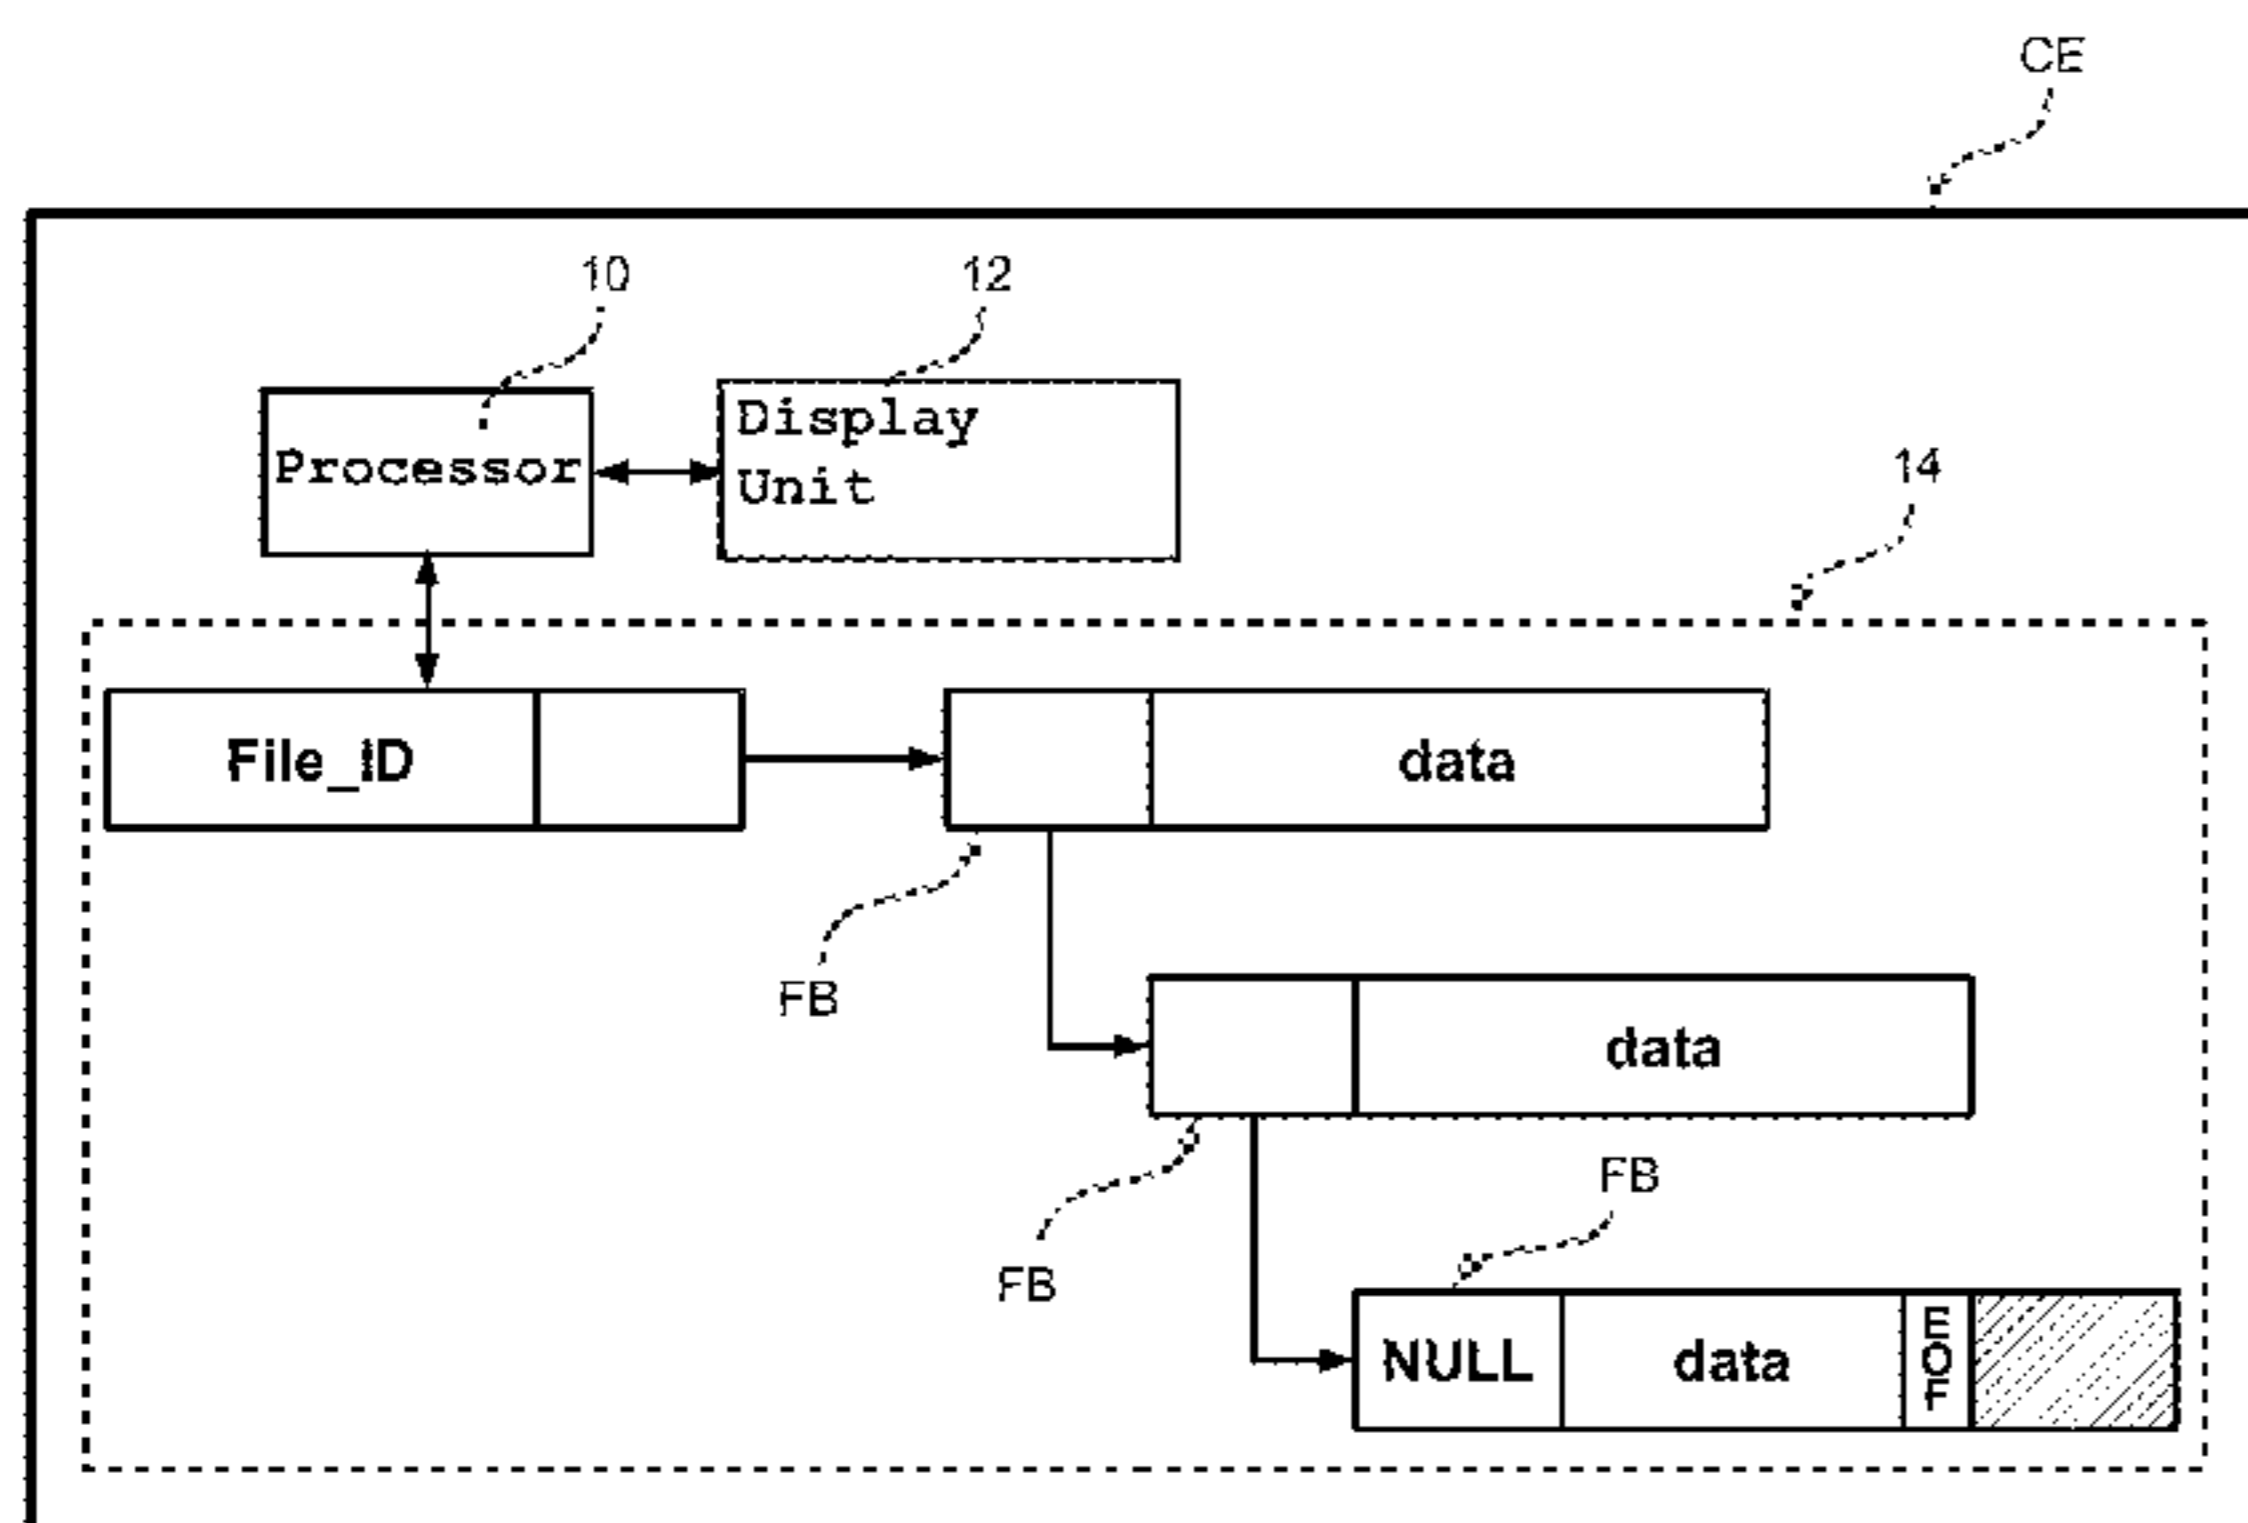 CE
10
12
Display
Unit
Processor
14
File_ID
data
FB
data
FB
FB
NULL
data
EOF